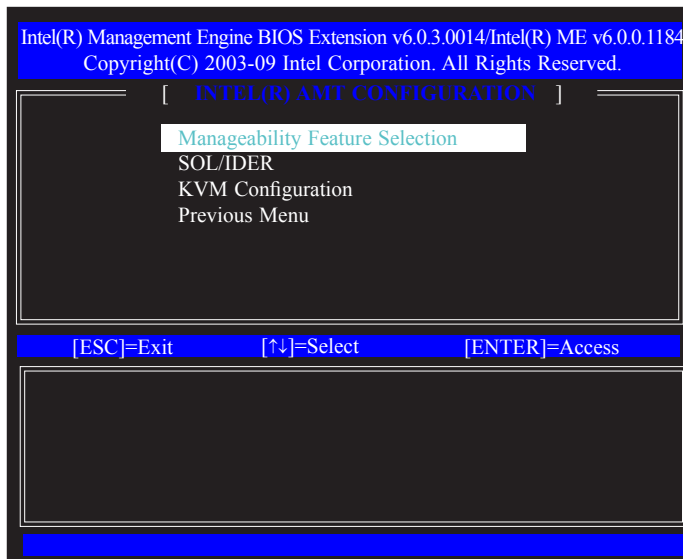 Intel(R) Management Engine BIOS Extension v6.0.3.0014/Intel(R) ME v6.0.0.1184
Copyright(C) 2003-09 Intel Corporation. All Rights Reserved.
[ INTEL(R) AMT CONFIGURATION ]
Manageability Feature Selection
SOL/IDER
KVM Configuration
Previous Menu
[ESC]=Exit [↑↓]=Select [ENTER]=Access